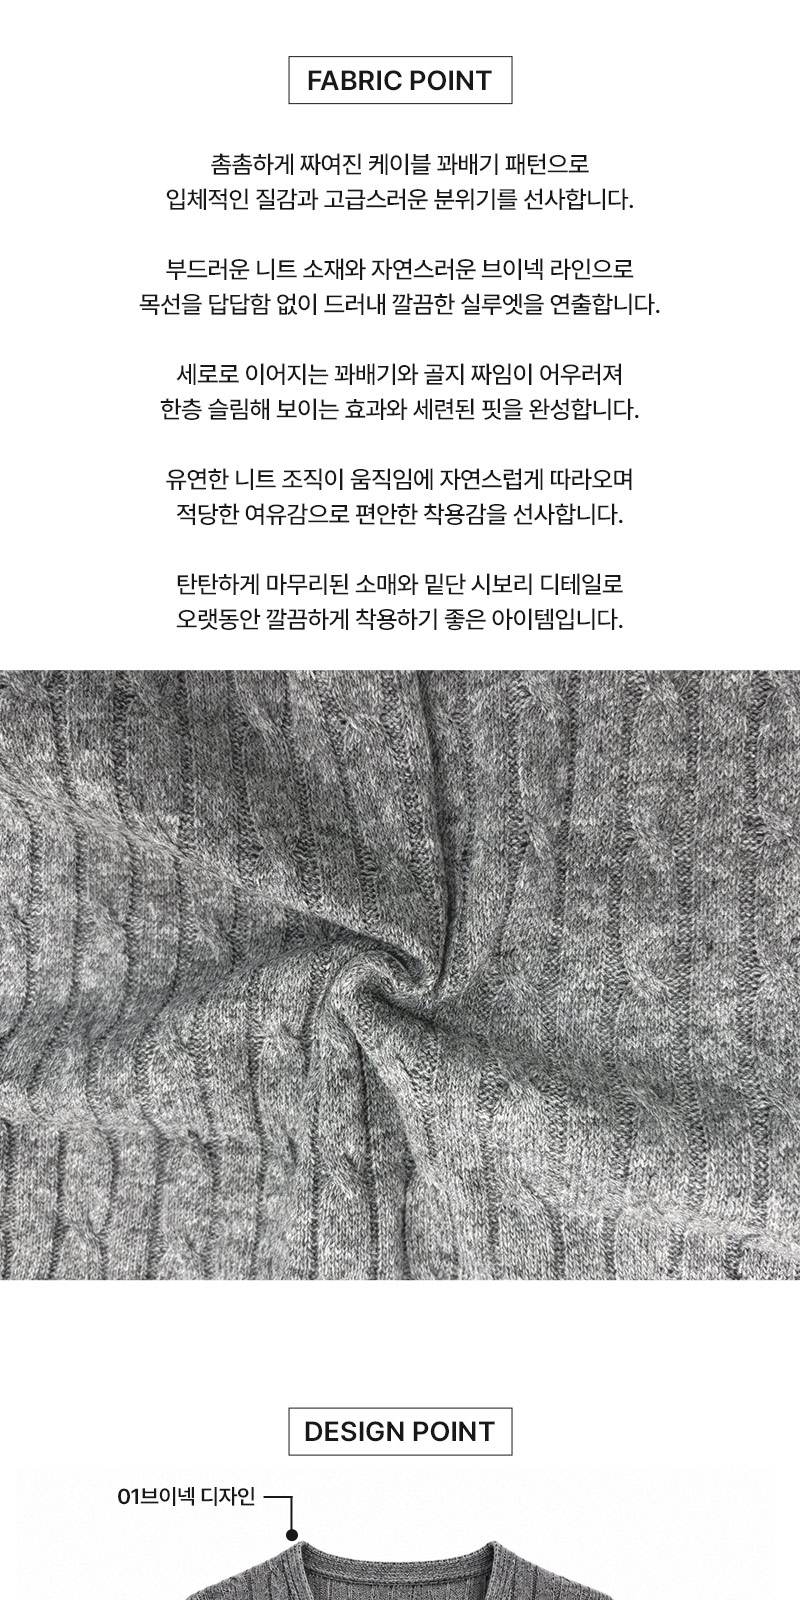 FABRIC POINT
촘촘하게 짜여진 케이블 꽈배기 패턴으로
입체적인 질감과 고급스러운 분위기를 선사합니다.
부드러운 니트 소재와 자연스러운 브이넥 라인으로
목선을 답답함 없이 드러내 깔끔한 실루엣을 연출합니다.
세로로 이어지는 꽈배기와 골지 짜임이 어우러져
한층 슬림해 보이는 효과와 세련된 핏을 완성합니다.
유연한 니트 조직이 움직임에 자연스럽게 따라오며
적당한 여유감으로 편안한 착용감을 선사합니다.
탄탄하게 마무리된 소매와 밑단 시보리 디테일로
오랫동안 깔끔하게 착용하기 좋은 아이템입니다.
DESIGN POINT
01브이넥 디자인